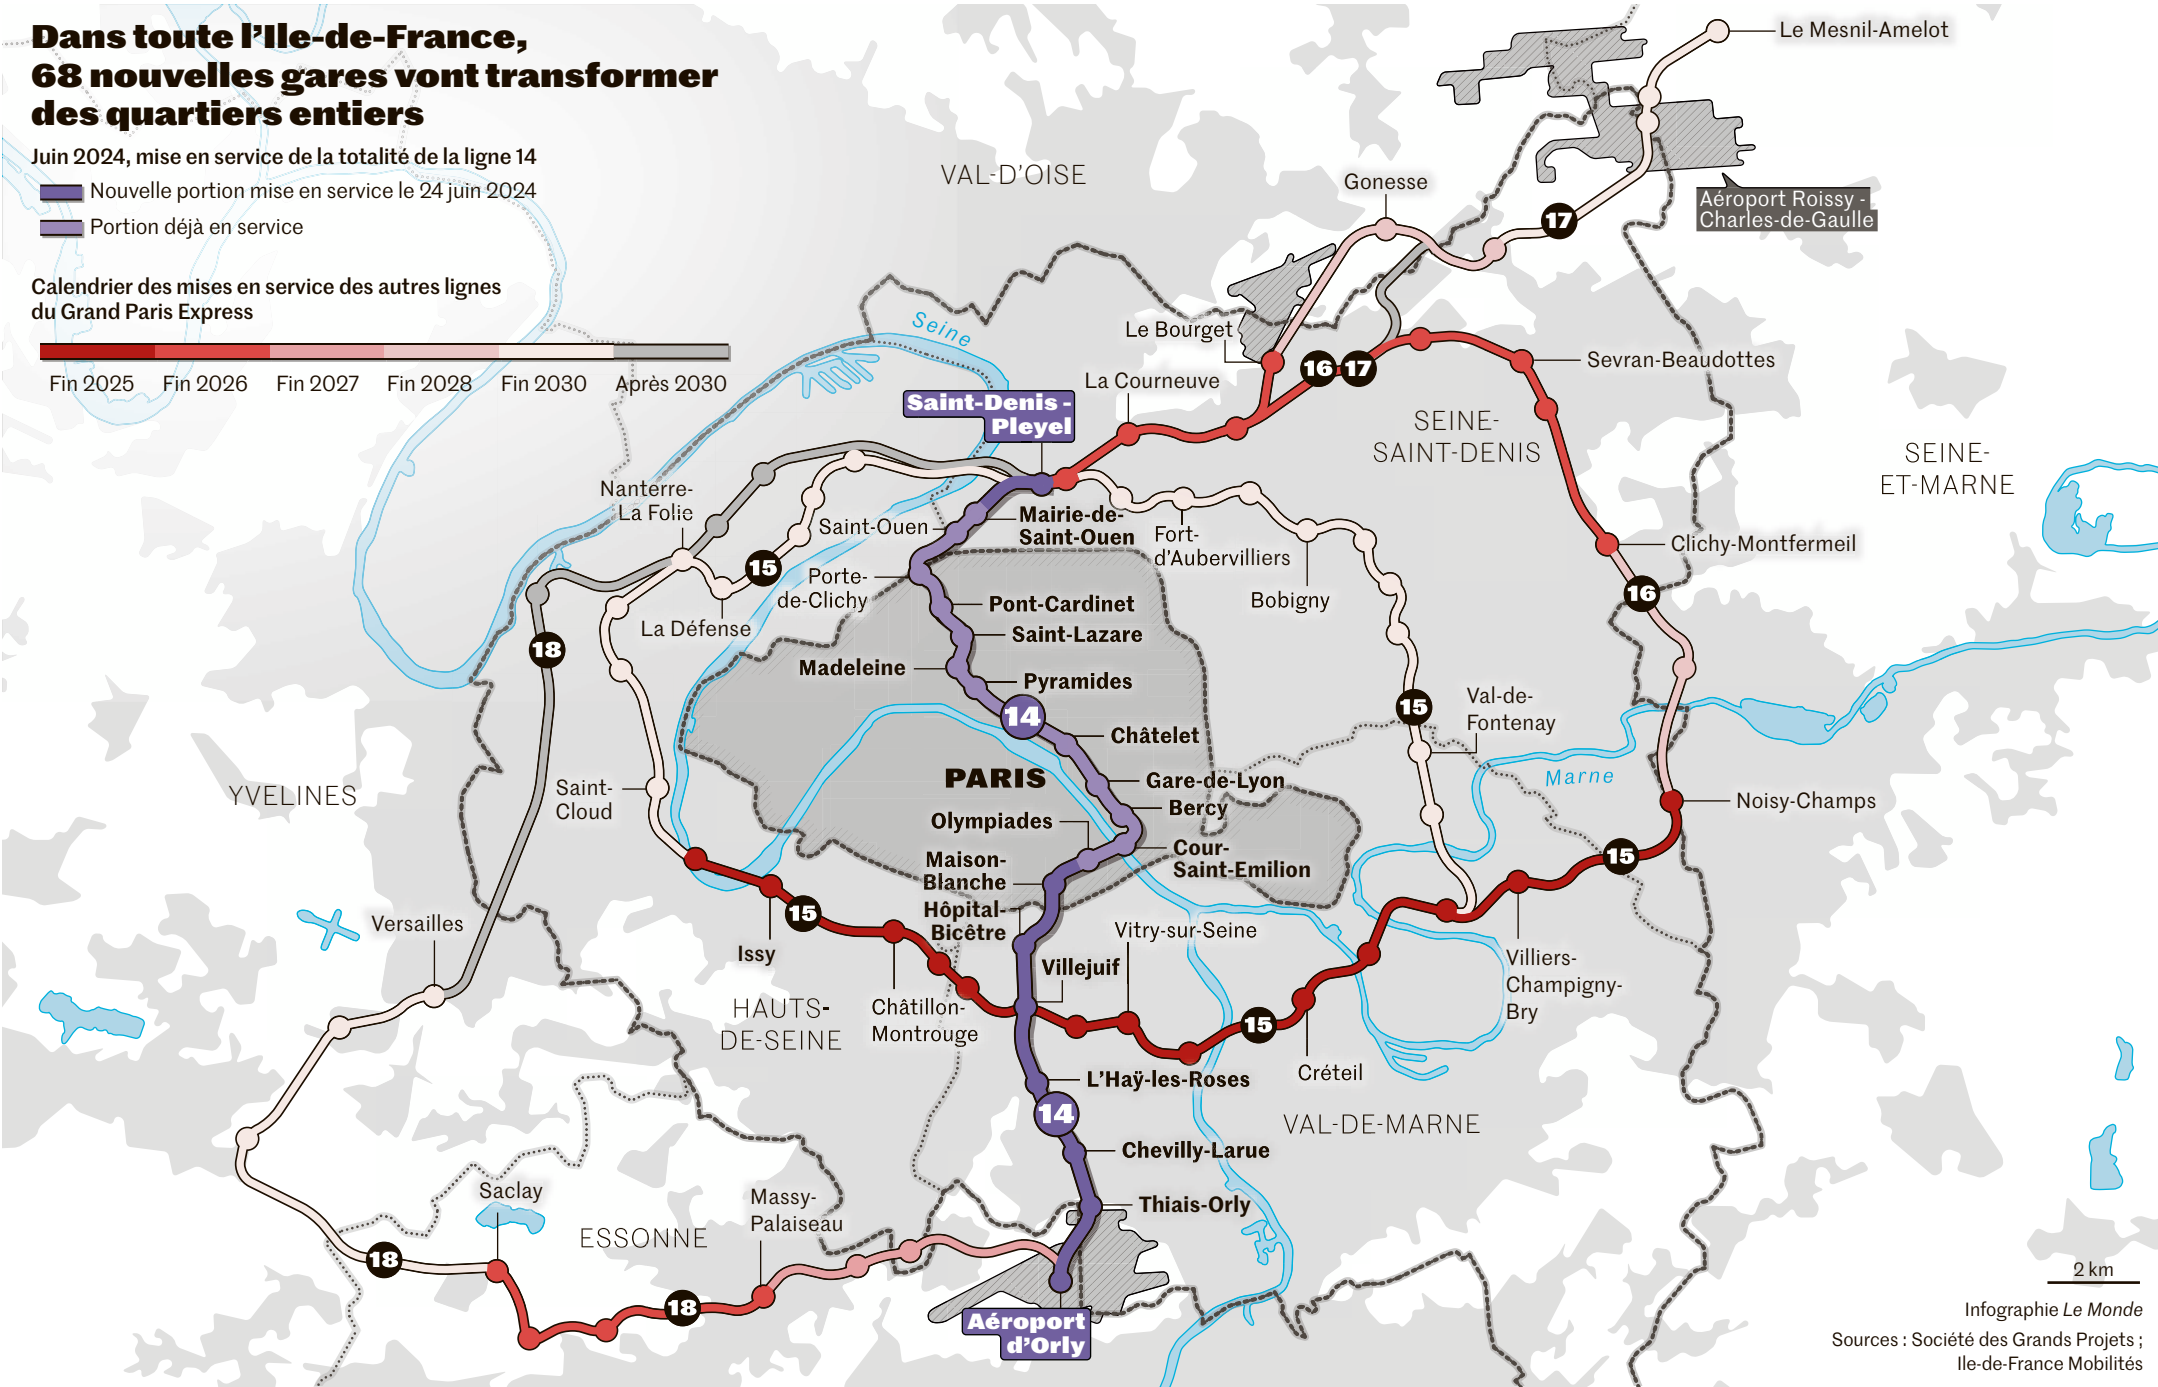 Dans toute l'Ile-de-France,
68 nouvelles gares vont transformer
des quartiers entiers
Juin 2024, mise en service de la totalité de la ligne 14
Nouvelle portion mise en service le 24 juin 2024
Portion déjà en service
Calendrier des mises en service des autres lignes
du Grand Paris Express
Fin 2025
Fin 2026
Fin 2027
Fin 2028
Fin 2030
Après 2030
Le Mesnil-Amelot
VAL-D'OISE
Gonesse
17
Aéroport Roissy -
Charles-de-Gaulle
Seine
Le Bourget
16
17
Sevran-Beaudottes
La Courneuve
Saint-Denis -
Pleyel
SEINE-
SAINT-DENIS
SEINE-
ET-MARNE
Nanterre-
La Folie
Saint-Ouen
Mairie-de-
Saint-Ouen
Fort-
d'Aubervilliers
Clichy-Montfermeil
15
Porte-
de-Clichy
Bobigny
16
Pont-Cardinet
La Défense
Saint-Lazare
18
Madeleine
Pyramides
14
15
Val-de-
Fontenay
Châtelet
PARIS
Gare-de-Lyon
Marne
YVELINES
Saint-
Cloud
Bercy
Noisy-Champs
Olympiades
Cour-
Saint-Emilion
15
Maison-
Blanche
Hôpital-
Bicêtre
15
Versailles
Issy
Vitry-sur-Seine
Villejuif
Villiers-
Champigny-
Bry
HAUTS-
DE-SEINE
Châtillon-
Montrouge
15
Créteil
L'Haÿ-les-Roses
14
VAL-DE-MARNE
Chevilly-Larue
Saclay
Massy-
Palaiseau
Thiais-Orly
ESSONNE
18
18
Aéroport
d'Orly
2 km
Infographie Le Monde
Sources : Société des Grands Projets ;
Ile-de-France Mobilités